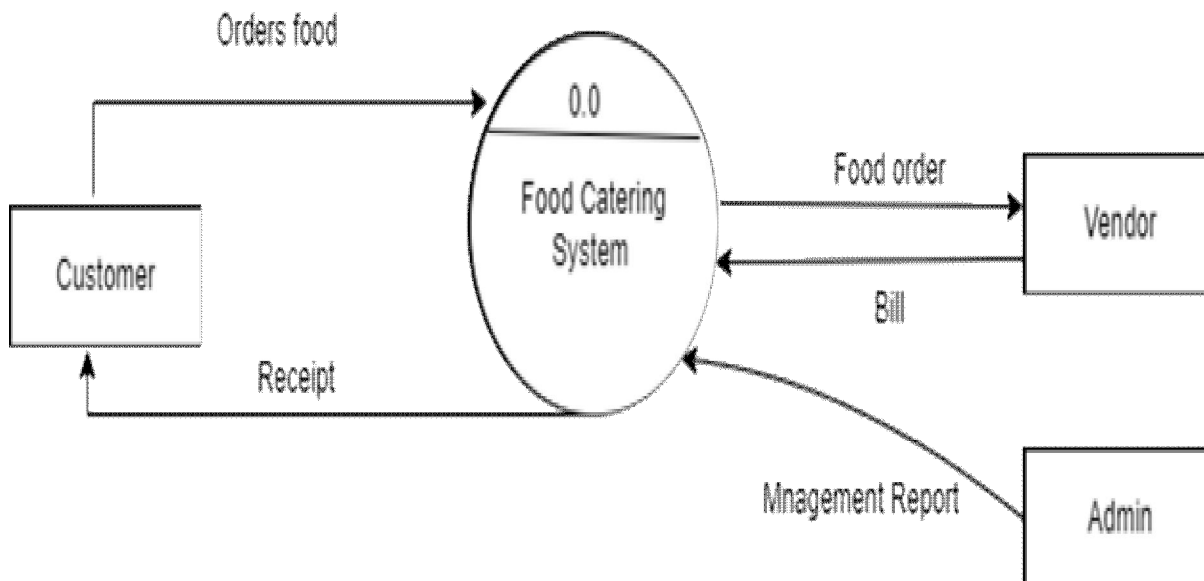 Orders food
0.0
Food Catering
System
Food order
Vendor
Customer
Bill
Receipt
Mnagement Report
Admin